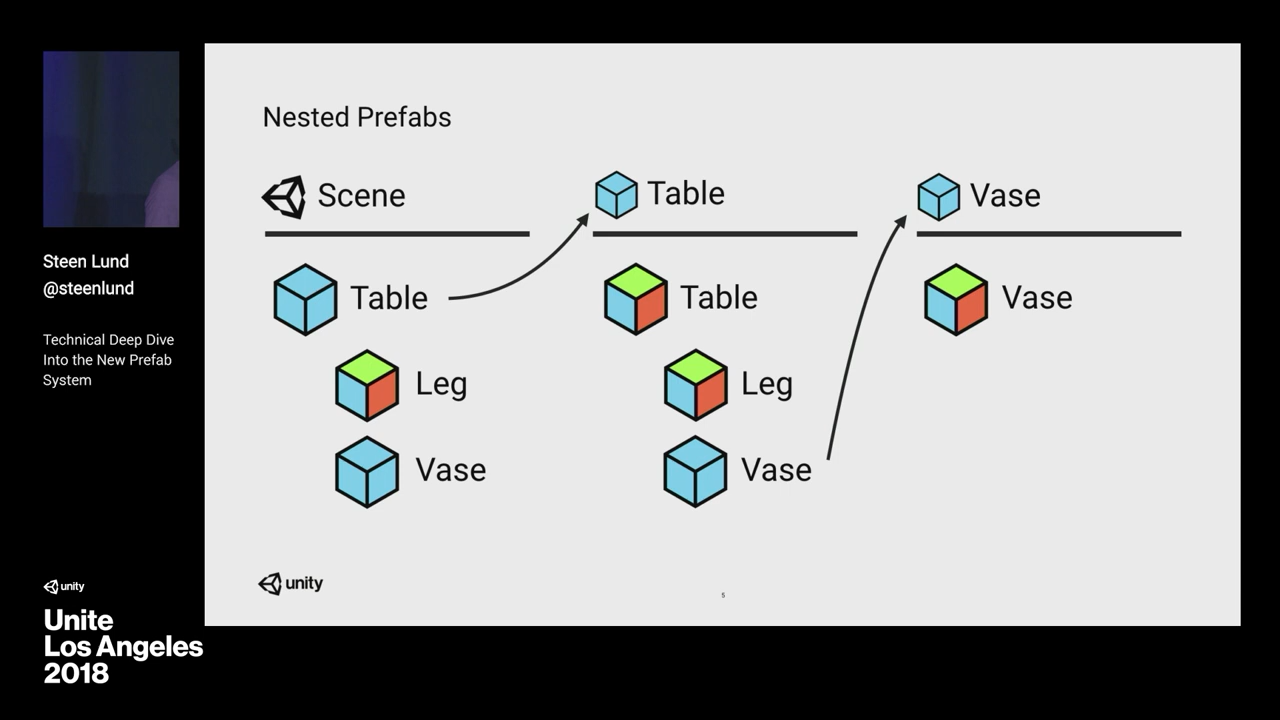 Steen Lund
@steenlund
Technical Deep Dive
Into the New Prefab
System
unity
Unite
Los Angeles
2018
Nested Prefabs
Scene
Table
Leg
Vase
Table
Table
Leg
Vase
Vase
Vase
unity
5